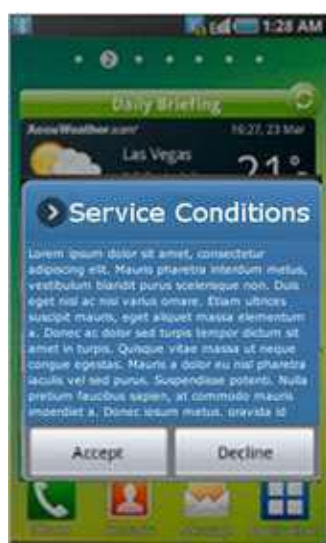 1:28 AM
Daily Briefing
AccuWeather.com 16:27, 23 Mar
Las Vegas
21°
Service Conditions
Lorem ipsum dolor sit amet, consectetur
adipiscing elit. Mauris pharetra interdum metus,
vestibulum blandit purus scelerisque non. Duis
eget nisl ac nisi varius ornare. Etiam ultrices
suscipit mauris, eget aliquet massa elementum
a. Donec ac dolor sed turpis tempor dictum sit
amet in turpis. Quisque vitae massa ut neque
congue egestas. Mauris a dolor eu nisl pharetra
iaculis vel sed purus. Suspendisse potenti. Nulla
pretium faucibus sapien, at commodo mauris
imperdiet a. Donec ipsum metus, gravida id
Accept Decline